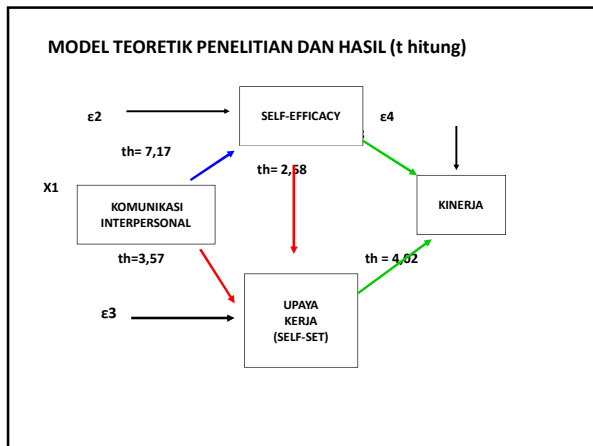 MODEL TEORETIK PENELITIAN DAN HASIL (t hitung)
ε2
SELF-EFFICACY
ε4
th= 7,17
th= 2,58
X1
KOMUNIKASI
INTERPERSONAL
KINERJA
th=3,57
th = 4,02
UPAYA
KERJA
(SELF-SET)
ε3